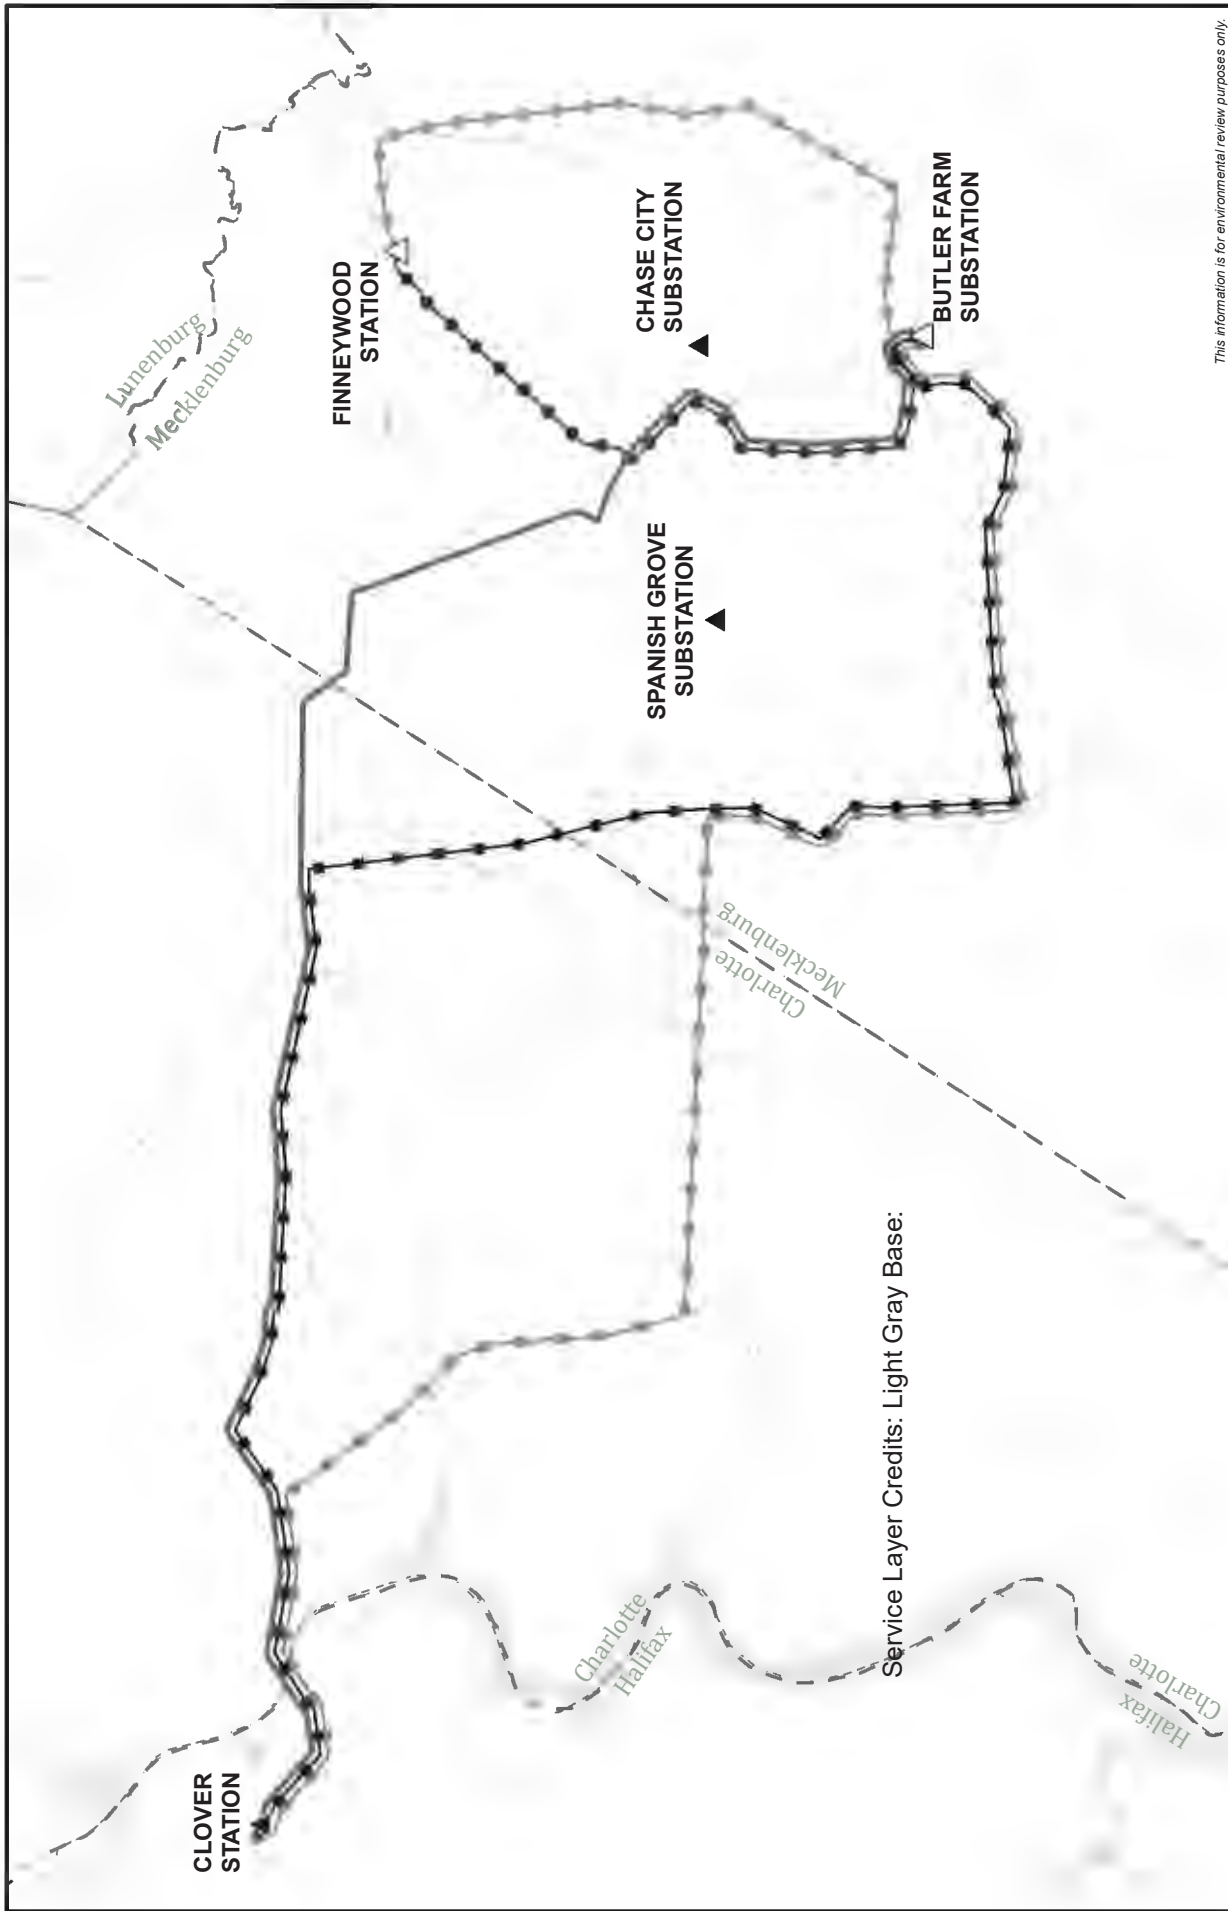 Lunenburg
Mecklenburg
FINNEYWOOD
STATION
CHASE CITY
SUBSTATION
BUTLER FARM
SUBSTATION
SPANISH GROVE
SUBSTATION
Mecklenburg
Charlotte
CLOVER
STATION
Charlotte
Halifax
Service Layer Credits: Light Gray Base:
Charlotte
Halifax
This information is for environmental review purposes only.